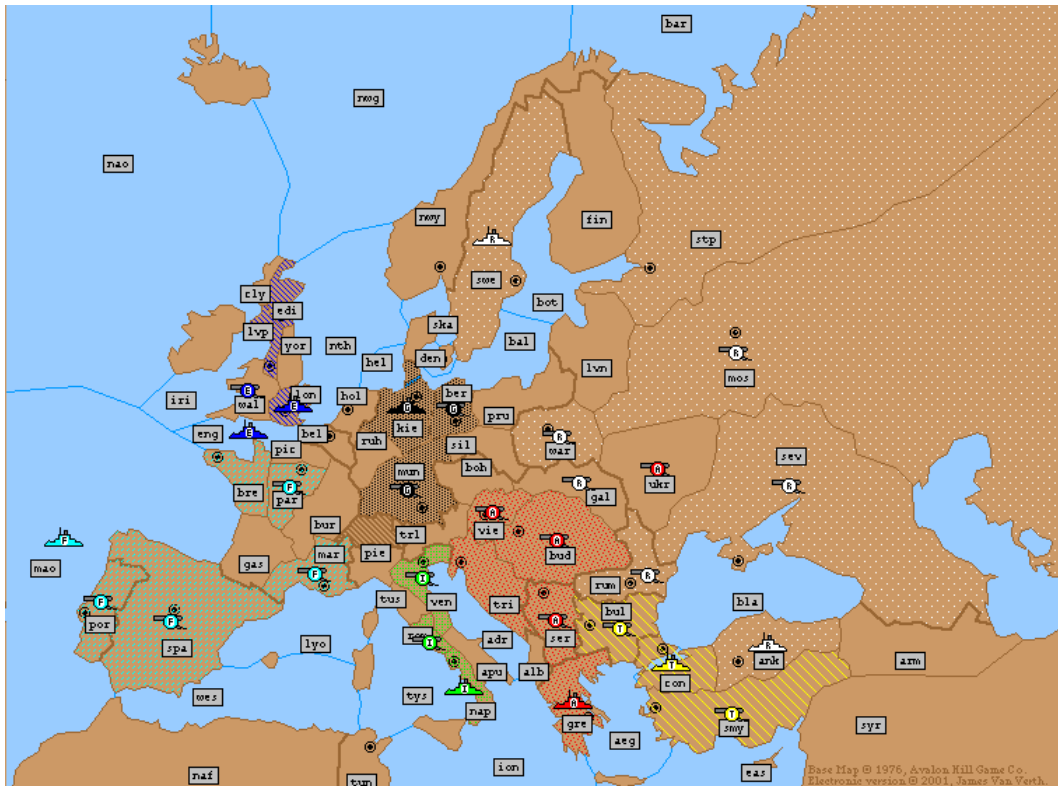 bar
nwg
nao
nwy
fin
stp
swe
cly
edi
bot
lvp
ska
yor
nth
bal
den
hel
lvn
mos
iri
wal
lon
hol
ber
kie
pru
eng
bel
ruh
sil
war
sev
pic
mun
boh
gal
ukr
bre
par
vie
bur
trl
bud
mar
pie
gas
mao
rum
tus
ven
tri
bul
bla
por
spa
lyo
adr
ser
ank
arm
apu
alb
con
wes
tys
nap
gre
smy
syr
aeg
naf
tun
ion
eas
R
R
E
E
E
G
G
G
R
R
A
R
F
F
F
F
F
A
A
R
I
I
I
A
T
T
T
R
A
Base Map © 1976, Avalon Hill Game Co.
Electronic version © 2001, James Van Verth.